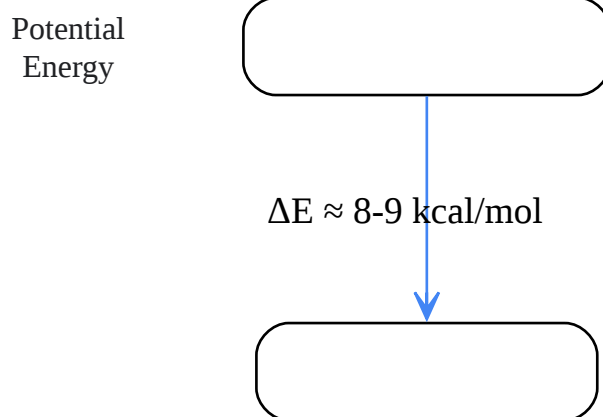 Potential
Energy
ΔE ≈ 8-9 kcal/mol